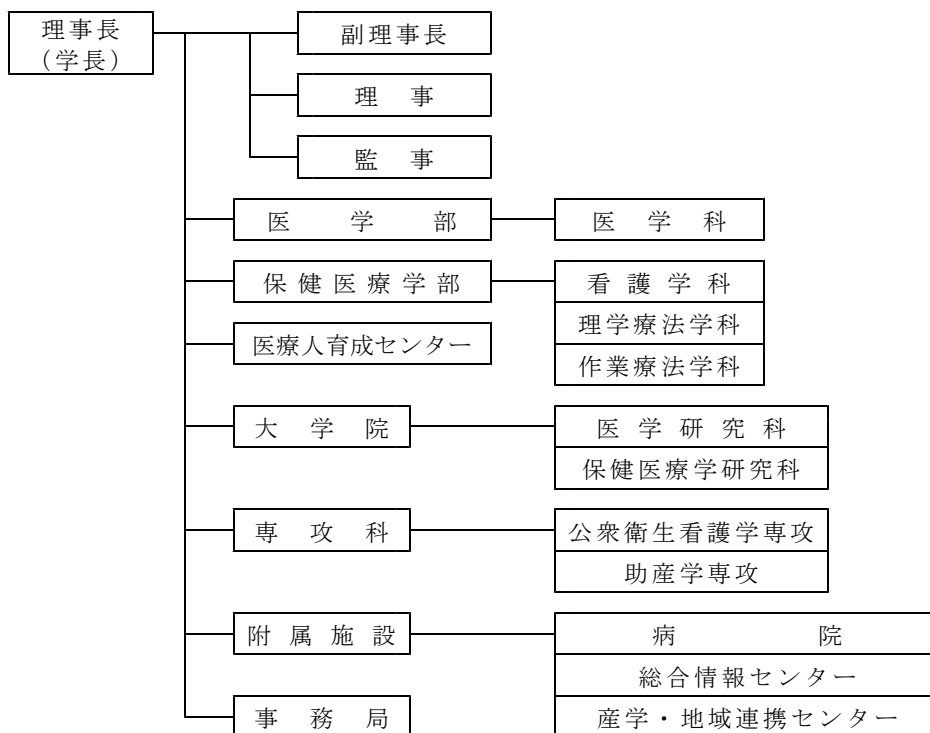 理事長
(学長)
副理事長
理事
監事
医学部
医学科
保健医療学部
看護学科
理学療法学科
医療人育成センター
作業療法学科
大学院
医学研究科
保健医療学研究科
専攻科
公衆衛生看護学専攻
助産学専攻
附属施設
病院
総合情報センター
事務局
産学・地域連携センター